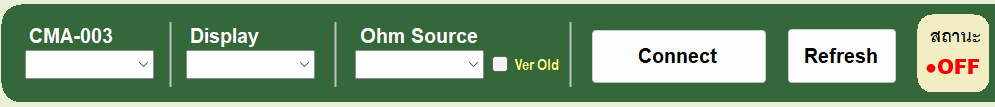 CMA-003
Display
Ohm Source
Ver Old
Connect
Refresh
สถานะ
●OFF